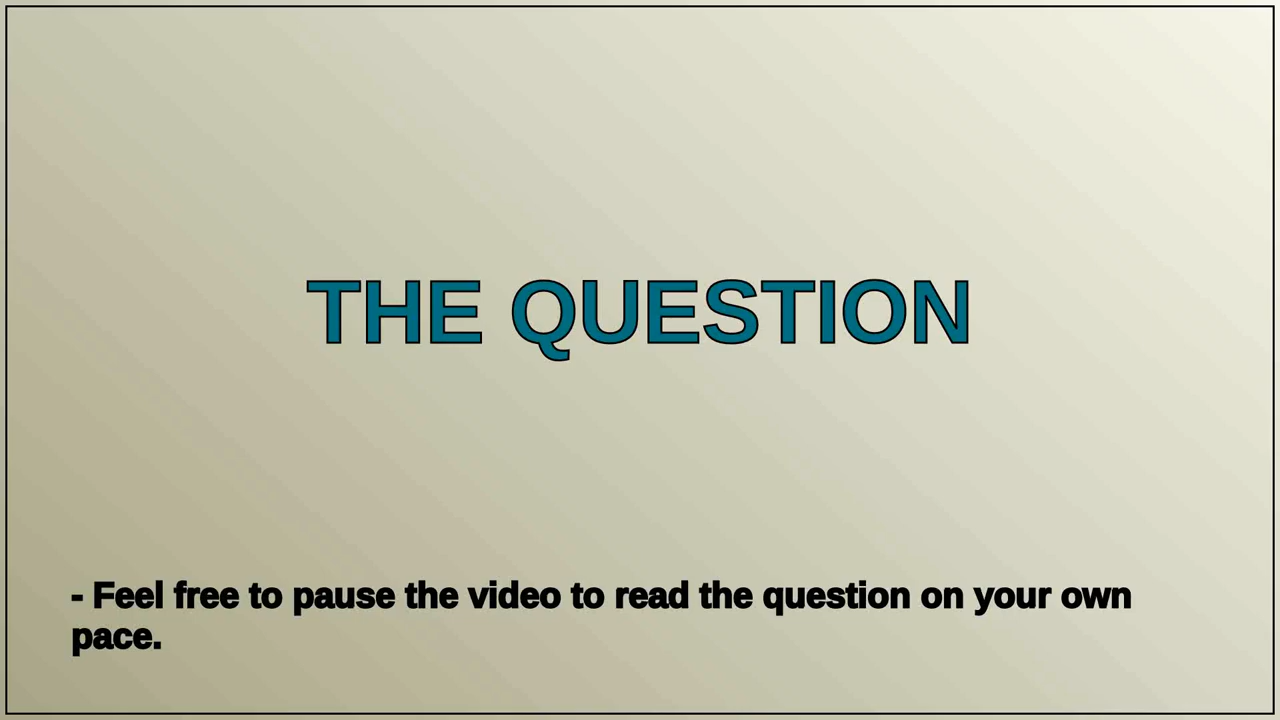 THE QUESTION
- Feel free to pause the video to read the question on your own
pace.